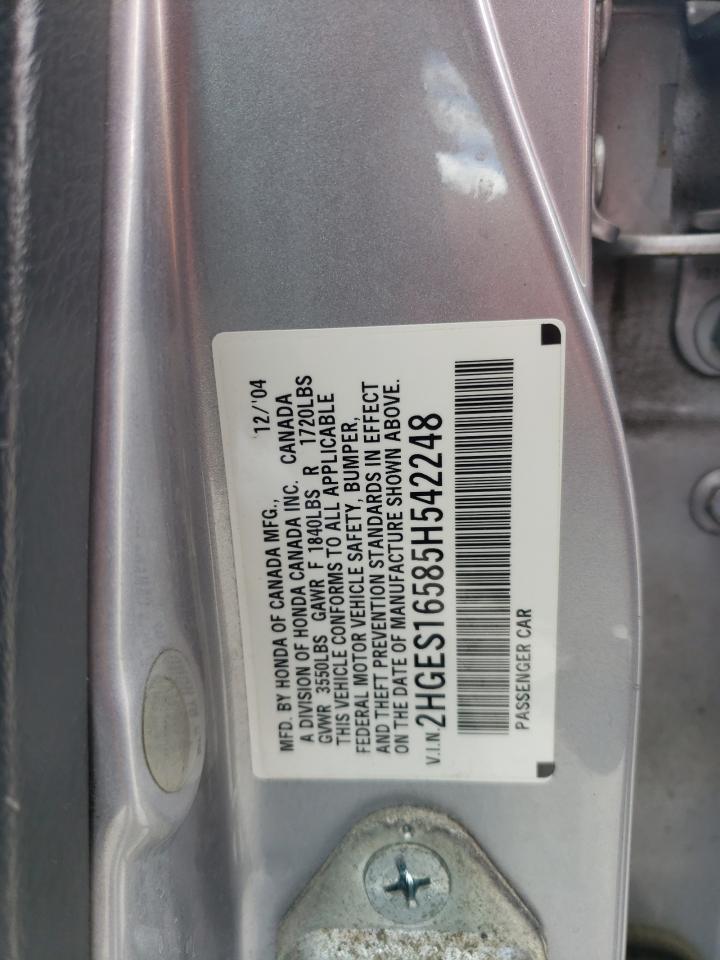 12/'04
MFD. BY HONDA OF CANADA MFG.,
A DIVISION OF HONDA CANADA INC. CANADA
GVWR 3550LBS GAWR F 1840LBS R 1720LBS
THIS VEHICLE CONFORMS TO ALL APPLICABLE
FEDERAL MOTOR VEHICLE SAFETY, BUMPER,
AND THEFT PREVENTION STANDARDS IN EFFECT
ON THE DATE OF MANUFACTURE SHOWN ABOVE.
V.I.N. 2HGES16585H542248
PASSENGER CAR